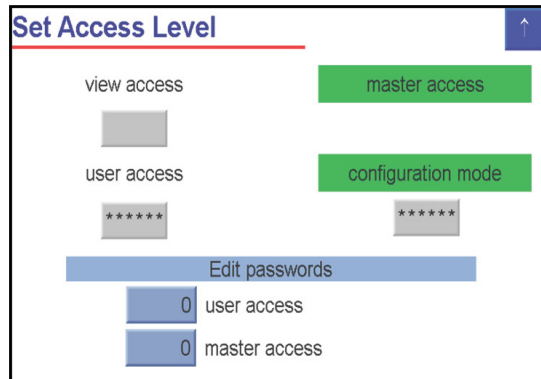 Set Access Level
↑
view access
master access
user access
configuration mode
******
******
Edit passwords
0 user access
0 master access